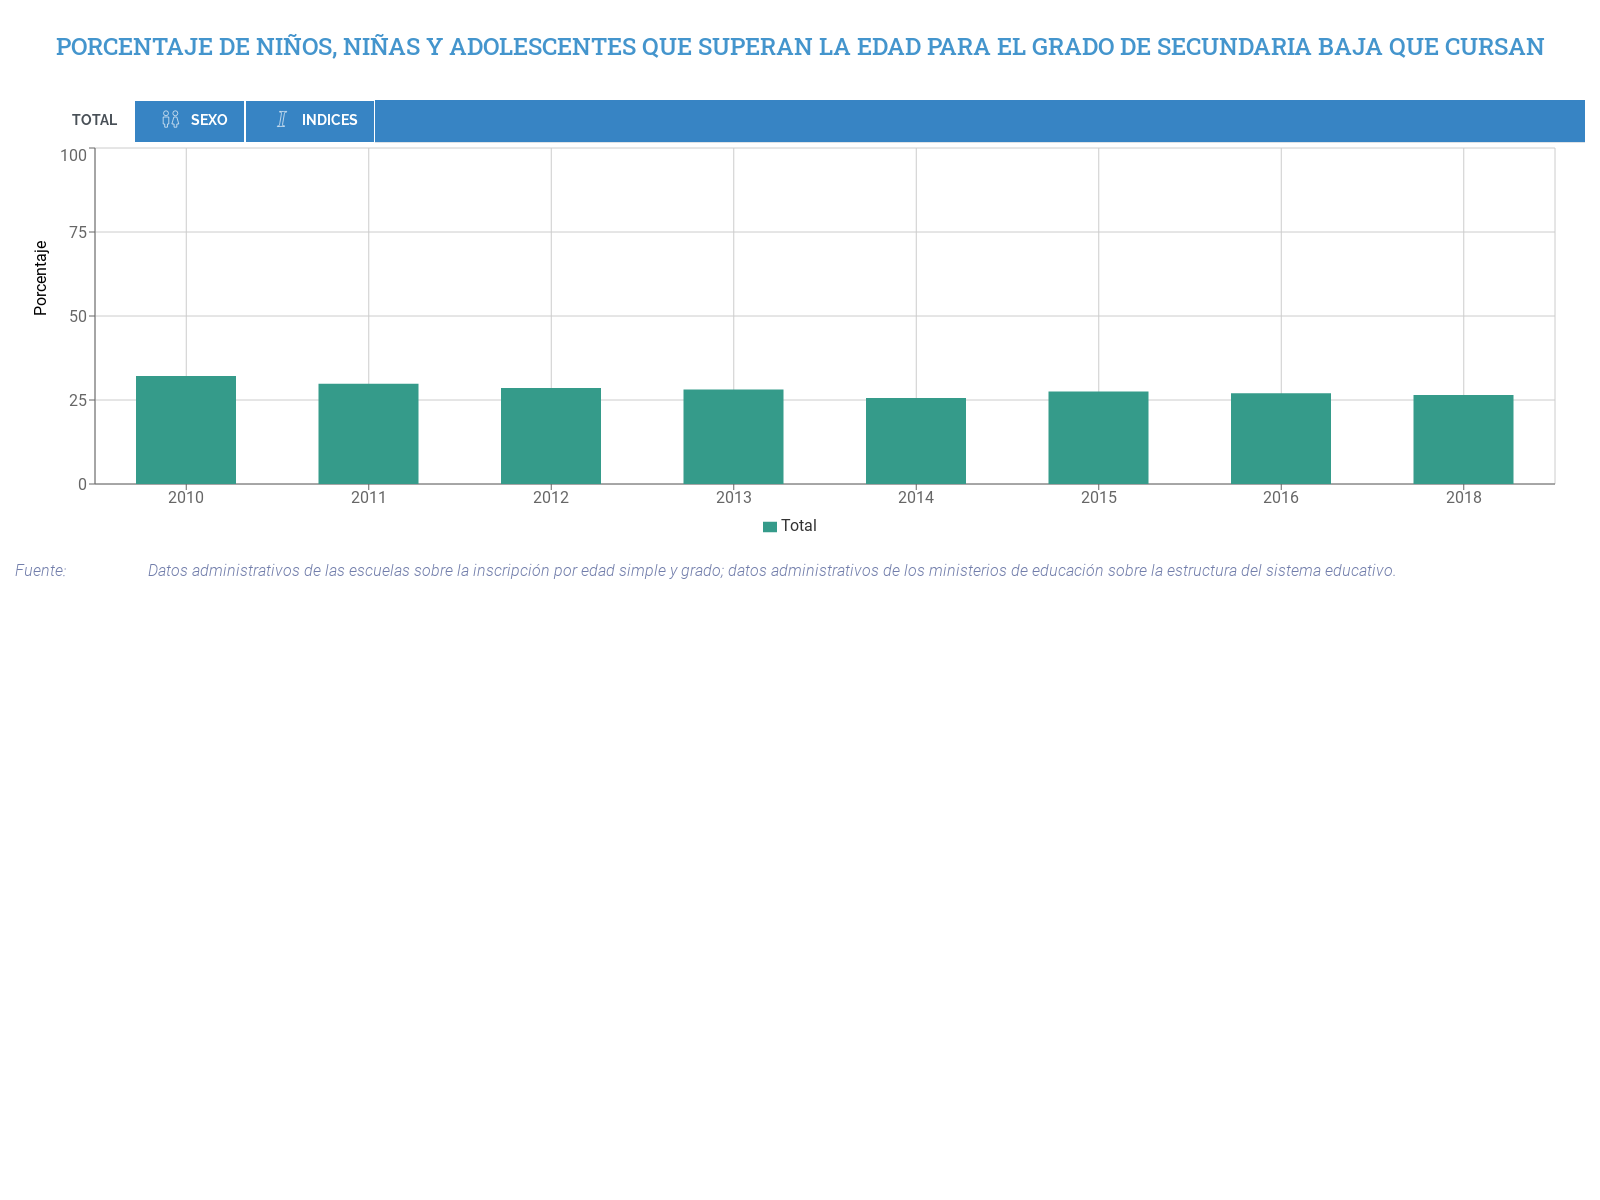 PORCENTAJE DE NIÑOS, NIÑAS Y ADOLESCENTES QUE SUPERAN LA EDAD PARA EL GRADO DE SECUNDARIA BAJA QUE CURSAN
TOTAL SEXO INDICES
100
75
50
25
0
Porcentaje
2010 2011 2012 2013 2014 2015 2016 2018
Total
Fuente: Datos administrativos de las escuelas sobre la inscripción por edad simple y grado; datos administrativos de los ministerios de educación sobre la estructura del sistema educativo.